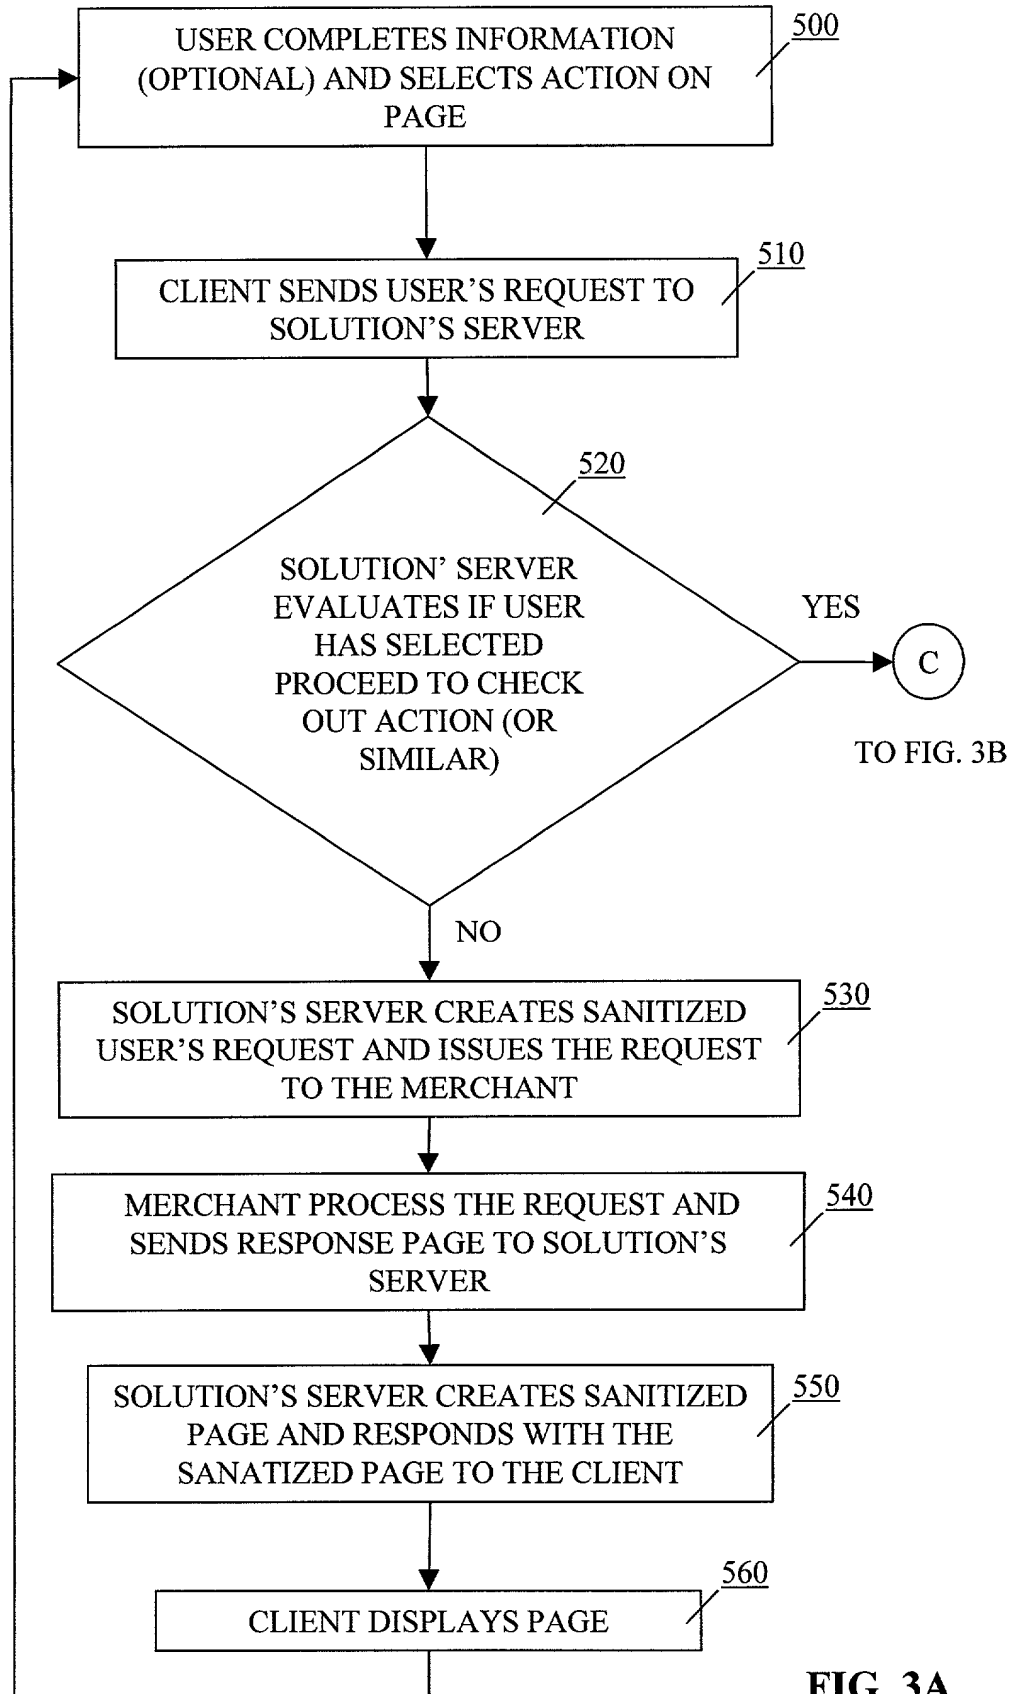 500
USER COMPLETES INFORMATION
(OPTIONAL) AND SELECTS ACTION ON
PAGE
510
CLIENT SENDS USER'S REQUEST TO
SOLUTION'S SERVER
520
SOLUTION' SERVER
EVALUATES IF USER
HAS SELECTED
PROCEED TO CHECK
OUT ACTION (OR
SIMILAR)
YES
C
TO FIG. 3B
NO
530
SOLUTION'S SERVER CREATES SANITIZED
USER'S REQUEST AND ISSUES THE REQUEST
TO THE MERCHANT
540
MERCHANT PROCESS THE REQUEST AND
SENDS RESPONSE PAGE TO SOLUTION'S
SERVER
550
SOLUTION'S SERVER CREATES SANITIZED
PAGE AND RESPONDS WITH THE
SANATIZED PAGE TO THE CLIENT
560
CLIENT DISPLAYS PAGE
FIG. 3A